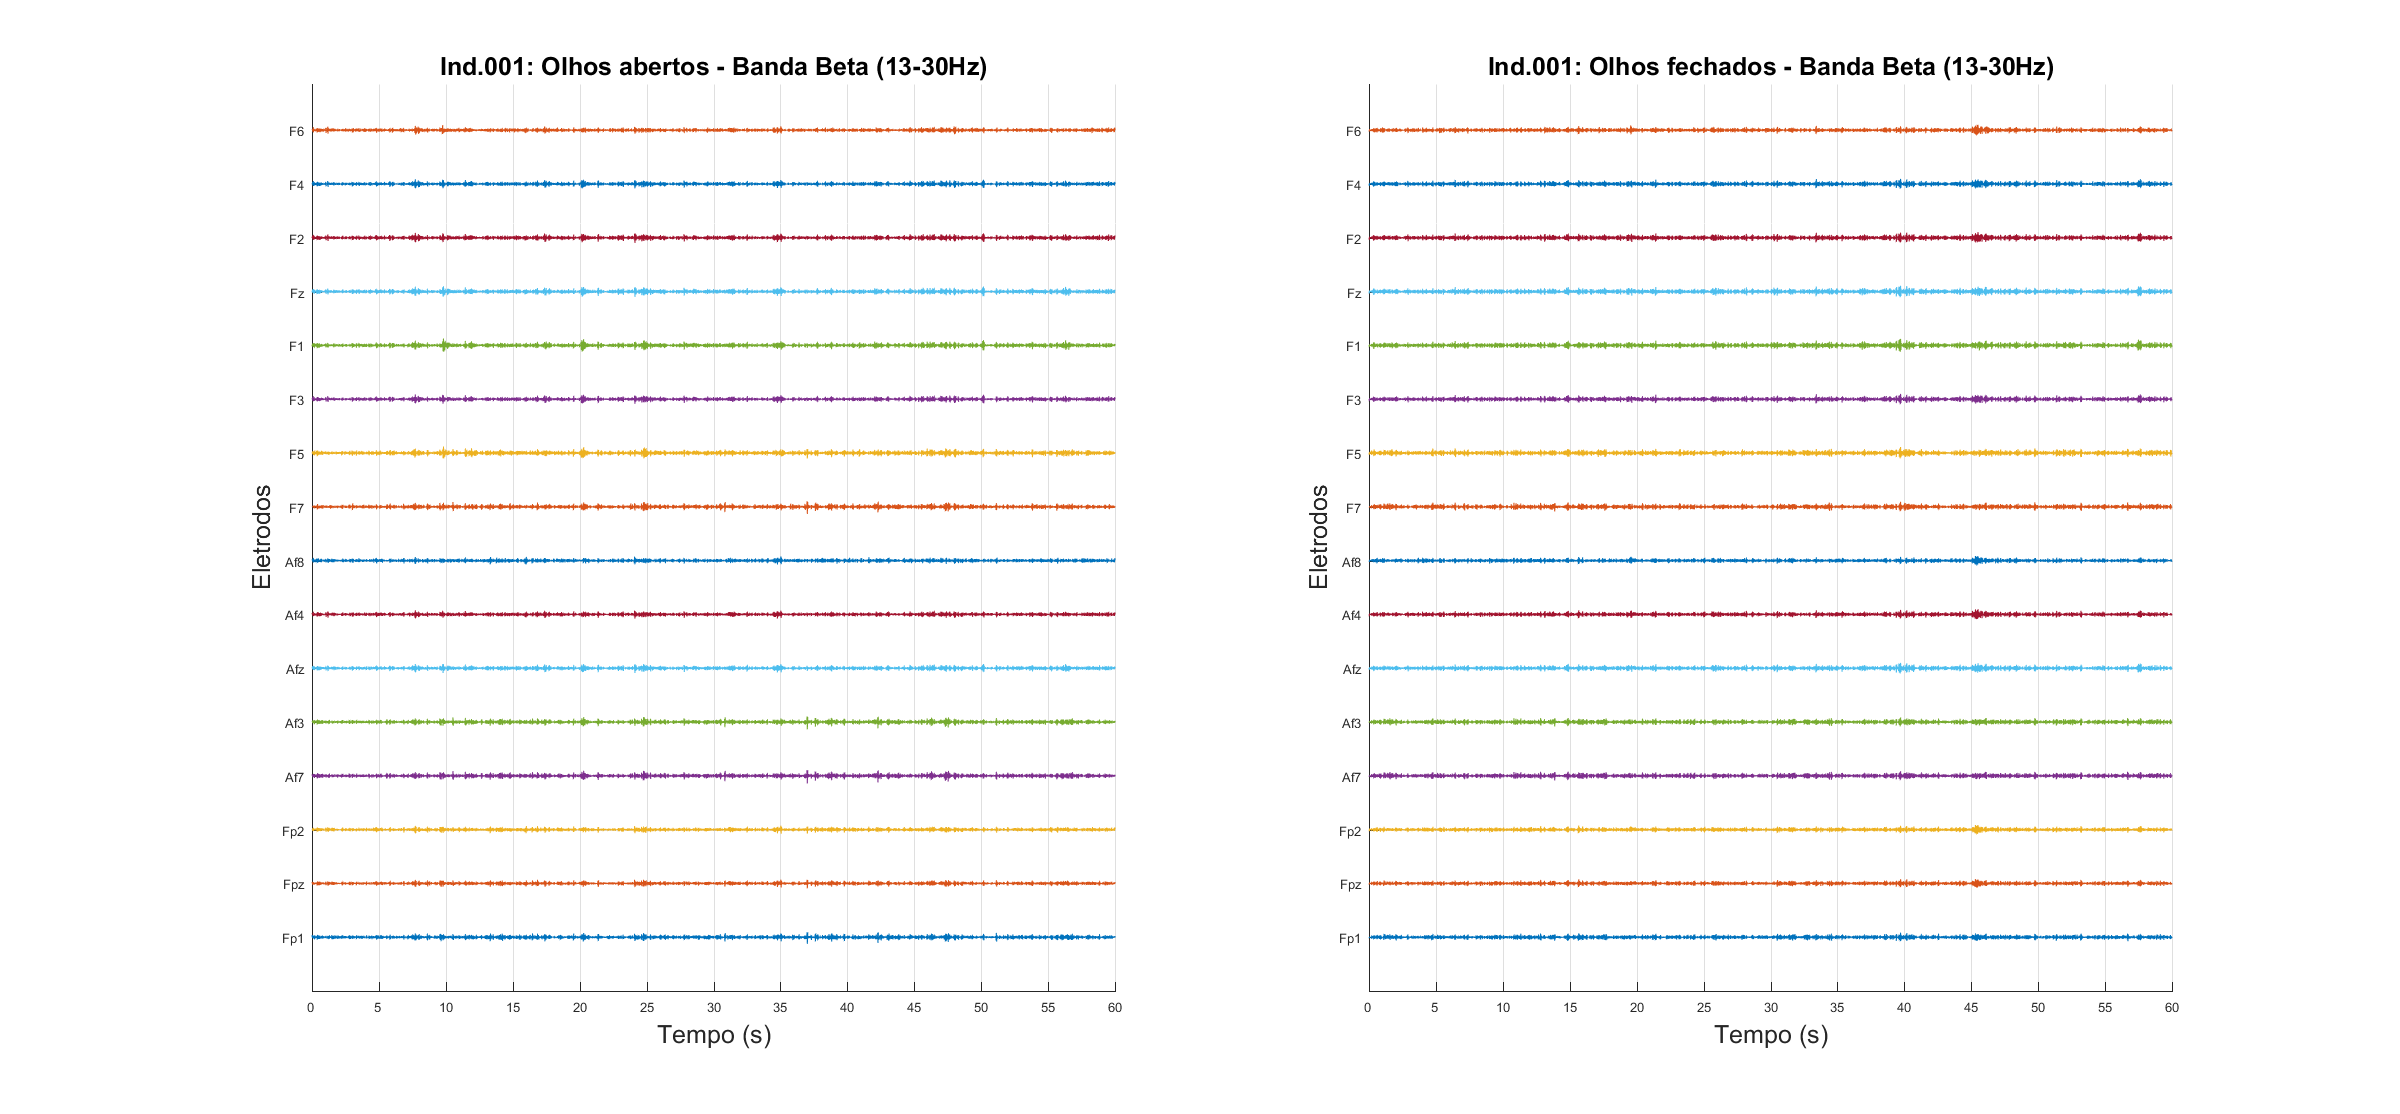 Ind.001: Olhos abertos - Banda Beta (13-30Hz)
F6
F4
F2
Fz
F1
F3
F5
F7
Af8
Af4
Afz
Af3
Af7
Fp2
Fpz
Fp1
Eletrodos
0 5 10 15 20 25 30 35 40 45 50 55 60
Tempo (s)
Ind.001: Olhos fechados - Banda Beta (13-30Hz)
F6
F4
F2
Fz
F1
F3
F5
F7
Af8
Af4
Afz
Af3
Af7
Fp2
Fpz
Fp1
Eletrodos
0 5 10 15 20 25 30 35 40 45 50 55 60
Tempo (s)